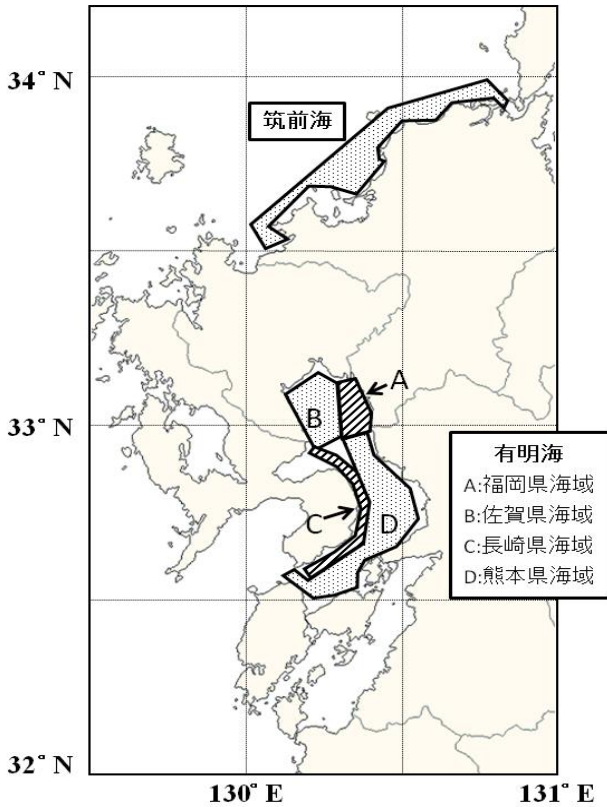 34° N
筑前海
A
33° N
B
有明海
A:福岡県海域
B:佐賀県海域
C:長崎県海域
D:熊本県海域
C
D
32° N
130° E
131° E